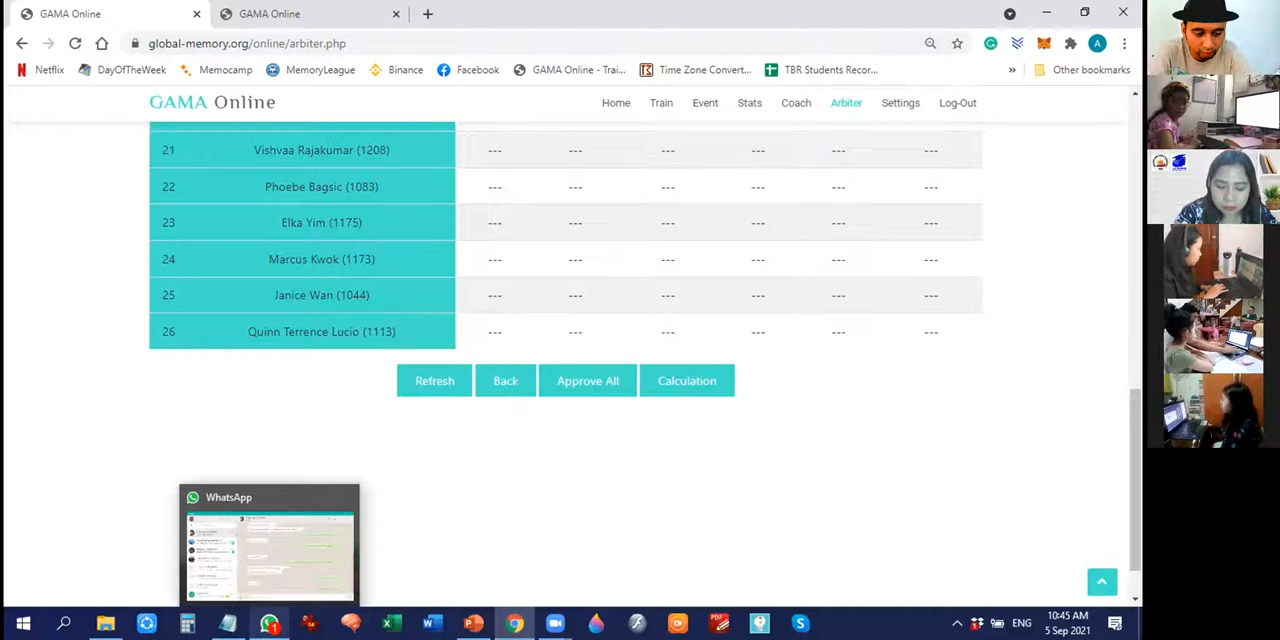 GAMA Online
GAMA Online
global-memory.org/online/arbiter.php
A
Netflix
DayOfTheWeek
Memocamp
MemoryLeague
Binance
Facebook
GAMA Online - Trai...
Time Zone Convert...
TBR Students Recor...
»
Other bookmarks
GAMA Online
Home
Train
Event
Stats
Coach
Arbiter
Settings
Log-Out
21 Vishvaa Rajakumar (1208) --- --- --- --- --- ---
22 Phoebe Bagsic (1083) --- --- --- --- --- ---
23 Elka Yim (1175) --- --- --- --- --- ---
24 Marcus Kwok (1173) --- --- --- --- --- ---
25 Janice Wan (1044) --- --- --- --- --- ---
26 Quinn Terrence Lucio (1113) --- --- --- --- --- ---
Refresh
Back
Approve All
Calculation
WhatsApp
ENG
10:45 AM
5 Sep 2021